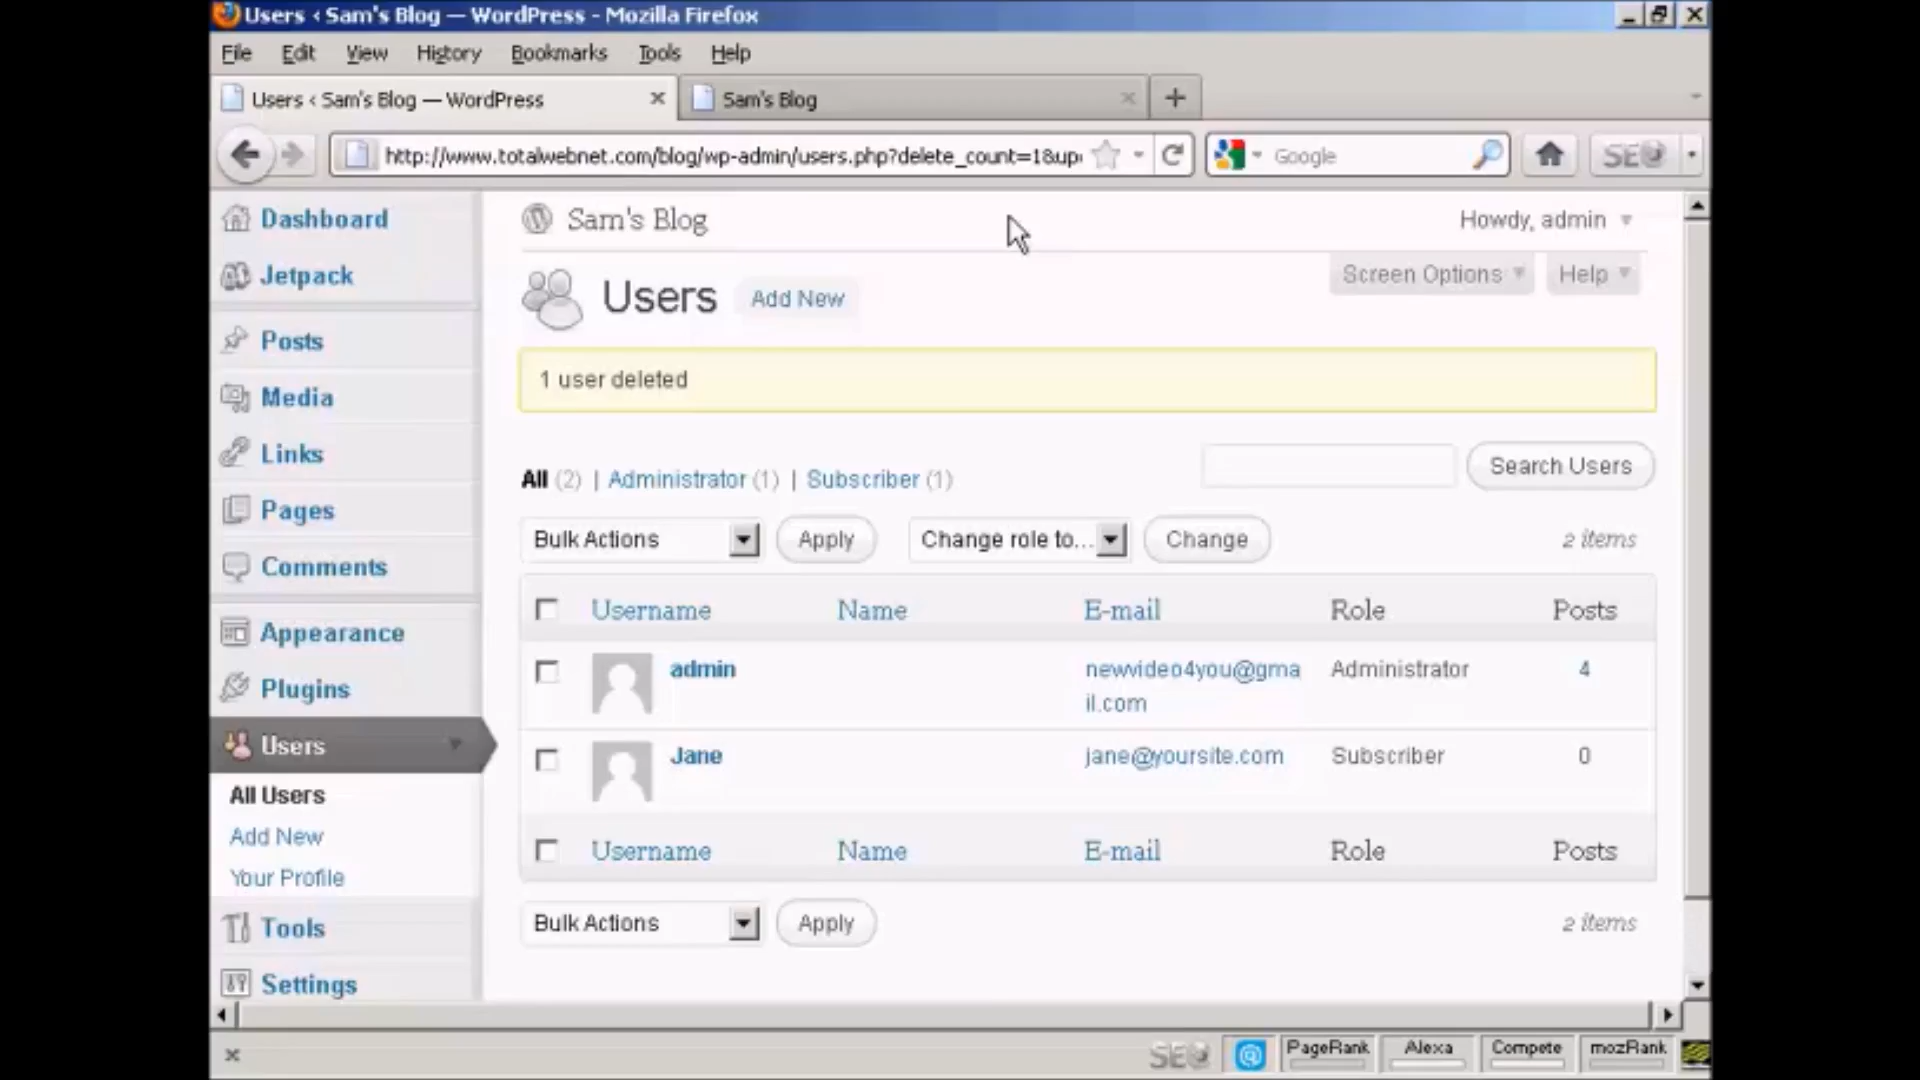 Users ‹ Sam's Blog — WordPress - Mozilla Firefox
File Edit View History Bookmarks Tools Help
Users ‹ Sam's Blog — WordPress
Sam's Blog
http://www.totalwebnet.com/blog/wp-admin/users.php?delete_count=1&up
Google
Dashboard
Jetpack
Posts
Media
Links
Pages
Comments
Appearance
Plugins
Users
All Users
Add New
Your Profile
Tools
Settings
Sam's Blog
Howdy, admin
Screen Options
Help
Users
Add New
1 user deleted
All (2) | Administrator (1) | Subscriber (1)
Search Users
Bulk Actions
Apply
Change role to...
Change
2 items
Username Name E-mail Role Posts
admin newvideo4you@gma Administrator 4
il.com
Jane jane@yoursite.com Subscriber 0
Username Name E-mail Role Posts
Bulk Actions
Apply
2 items
PageRank
Alexa
Compete
mozRank